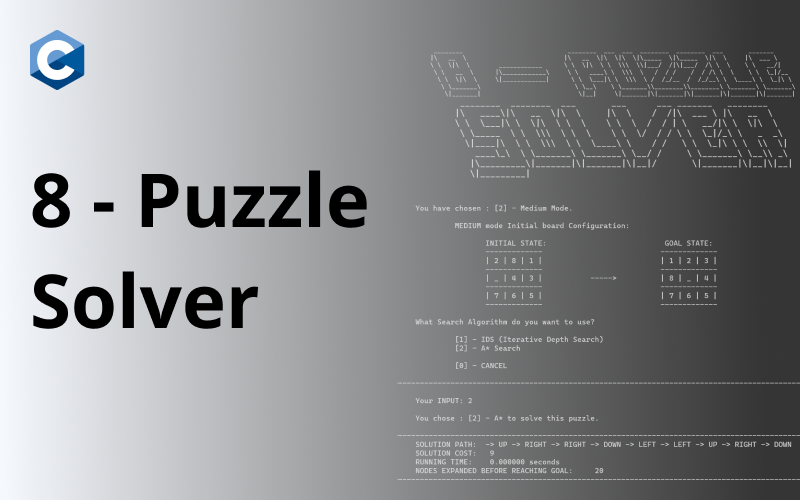 C
8 - Puzzle
Solver
8 - PUZZLE
SOLVER
You have chosen : [2] - Medium Mode.
MEDIUM mode Initial board Configuration:
INITIAL STATE: GOAL STATE:
| 2 | 8 | 1 | | 1 | 2 | 3 |
| _ | 4 | 3 | -----> | 8 | _ | 4 |
| 7 | 6 | 5 | | 7 | 6 | 5 |
What Search Algorithm do you want to use?
[1] - IDS (Iterative Depth Search)
[2] - A* Search
[0] - CANCEL
Your INPUT: 2
You chose : [2] - A* to solve this puzzle.
SOLUTION PATH: -> UP -> RIGHT -> RIGHT -> DOWN -> LEFT -> LEFT -> UP -> RIGHT -> DOWN
SOLUTION COST: 9
RUNNING TIME: 0.000000 seconds
NODES EXPANDED BEFORE REACHING GOAL: 20